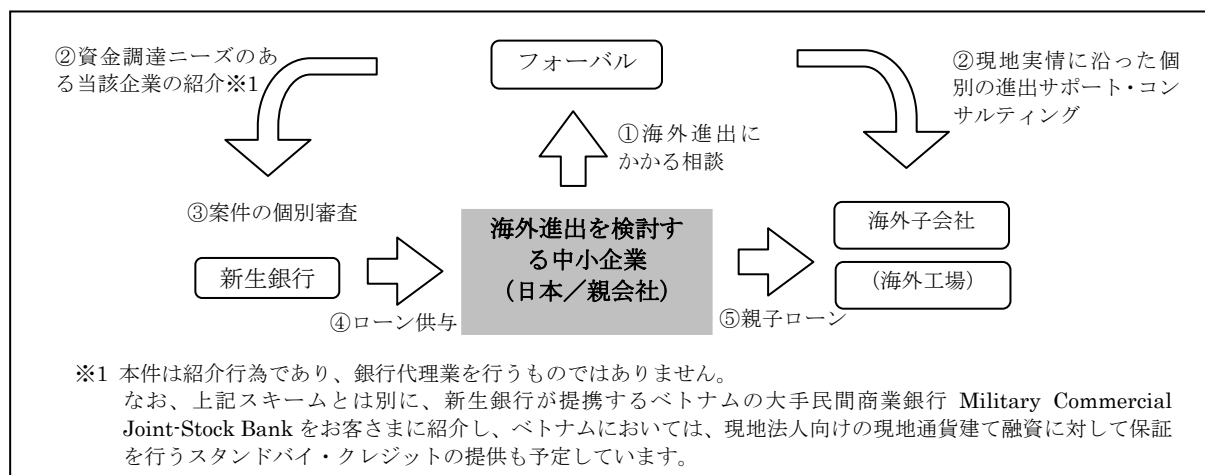 ②資金調達ニーズのあ
る当該企業の紹介※1
フォーバル
②現地実情に沿った個
別の進出サポート・コン
サルティング
①海外進出に
かかる相談
③案件の個別審査
新生銀行
④ローン供与
海外進出を検討す
る中小企業
（日本／親会社）
⑤親子ローン
海外子会社
（海外工場）
※1 本件は紹介行為であり、銀行代理業を行うものではありません。
なお、上記スキームとは別に、新生銀行が提携するベトナムの大手民間商業銀行 Military Commercial
Joint-Stock Bank をお客さまに紹介し、ベトナムにおいては、現地法人向けの現地通貨建て融資に対して保証
を行うスタンドバイ・クレジットの提供も予定しています。